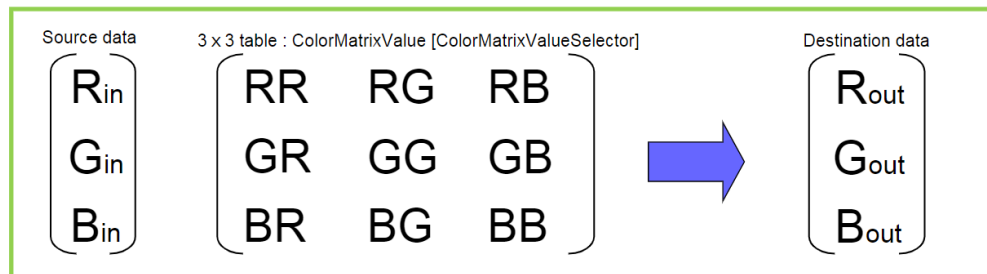 Source data 3 x 3 table : ColorMatrixValue [ColorMatrixValueSelector] Destination data
Rin RR RG RB Rout
Gin GR GG GB Gout
Bin BR BG BB Bout